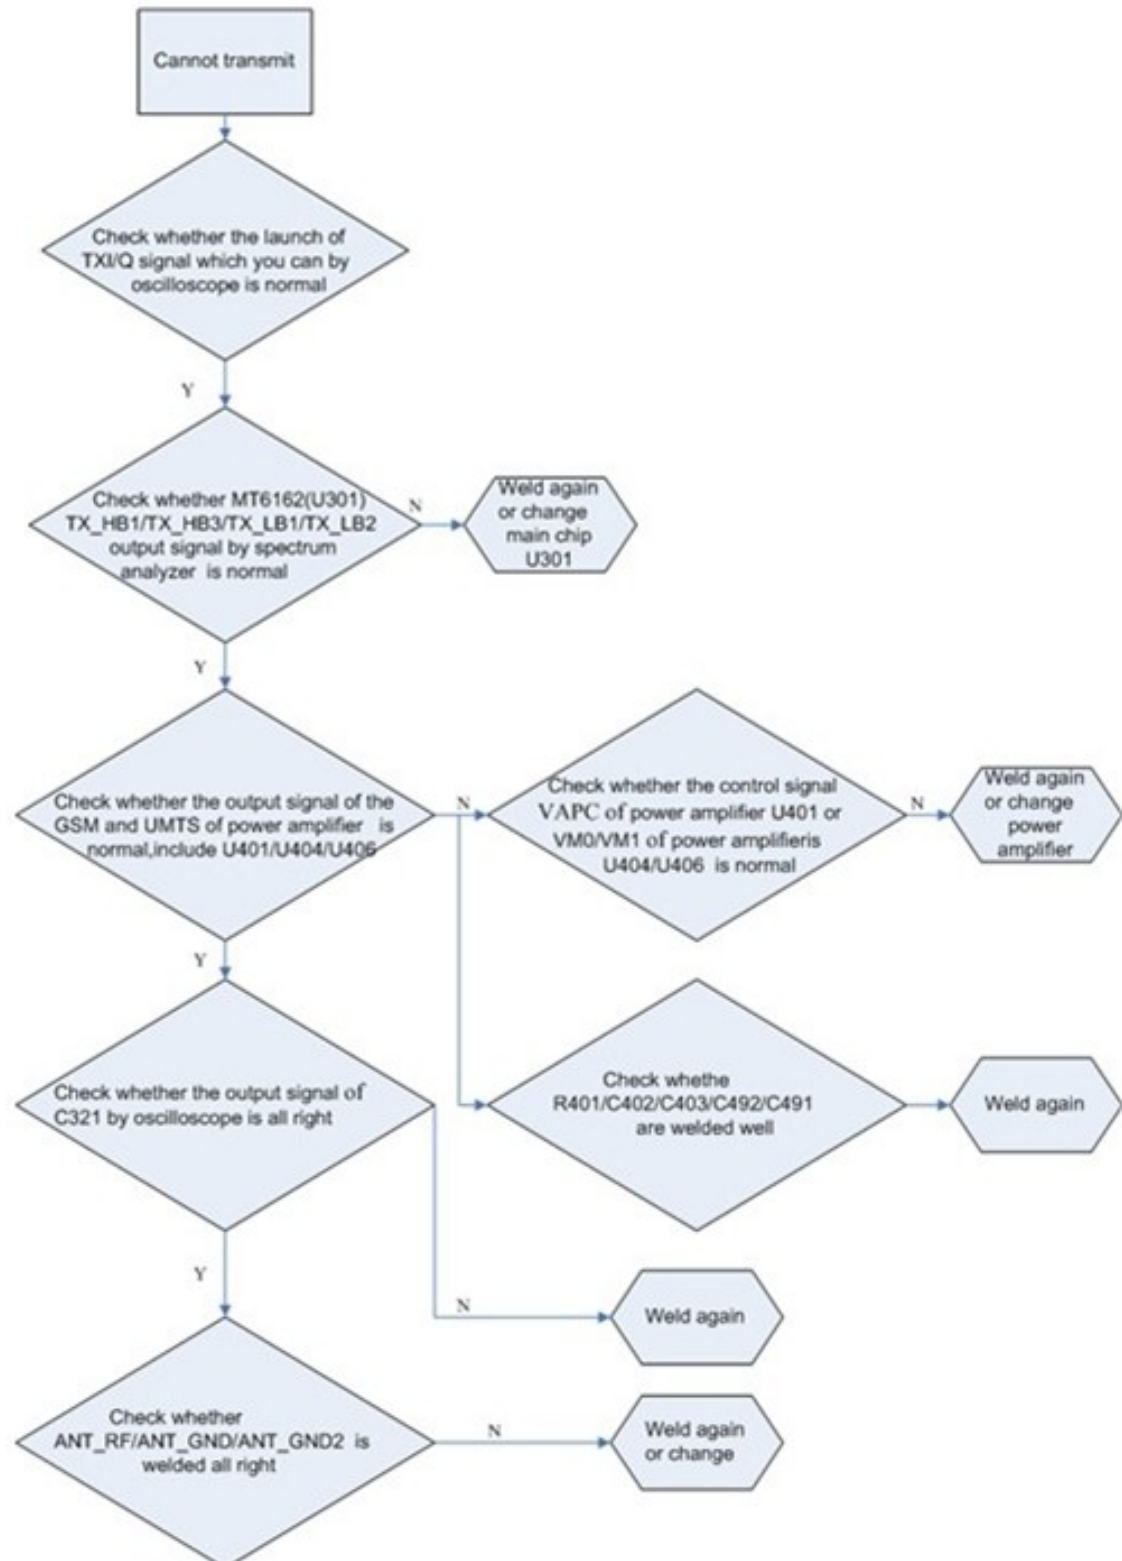 Cannot transmit
Check whether the launch of
TXI/Q signal which you can by
oscilloscope is normal
Y
Check whether MT6162(U301)
TX_HB1/TX_HB3/TX_LB1/TX_LB2
output signal by spectrum
analyzer is normal
N
Weld again
or change
main chip
U301
Y
Check whether the output signal of the
GSM and UMTS of power amplifier is
normal,include U401/U404/U406
N
Check whether the control signal
VAPC of power amplifier U401 or
VM0/VM1 of power amplifieris
U404/U406 is normal
N
Weld again
or change
power
amplifier
Y
Check whether the output signal of
C321 by oscilloscope is all right
Check whethe
R401/C402/C403/C492/C491
are welded well
Weld again
Y
N
Weld again
Check whether
ANT_RF/ANT_GND/ANT_GND2 is
welded all right
N
Weld again
or change